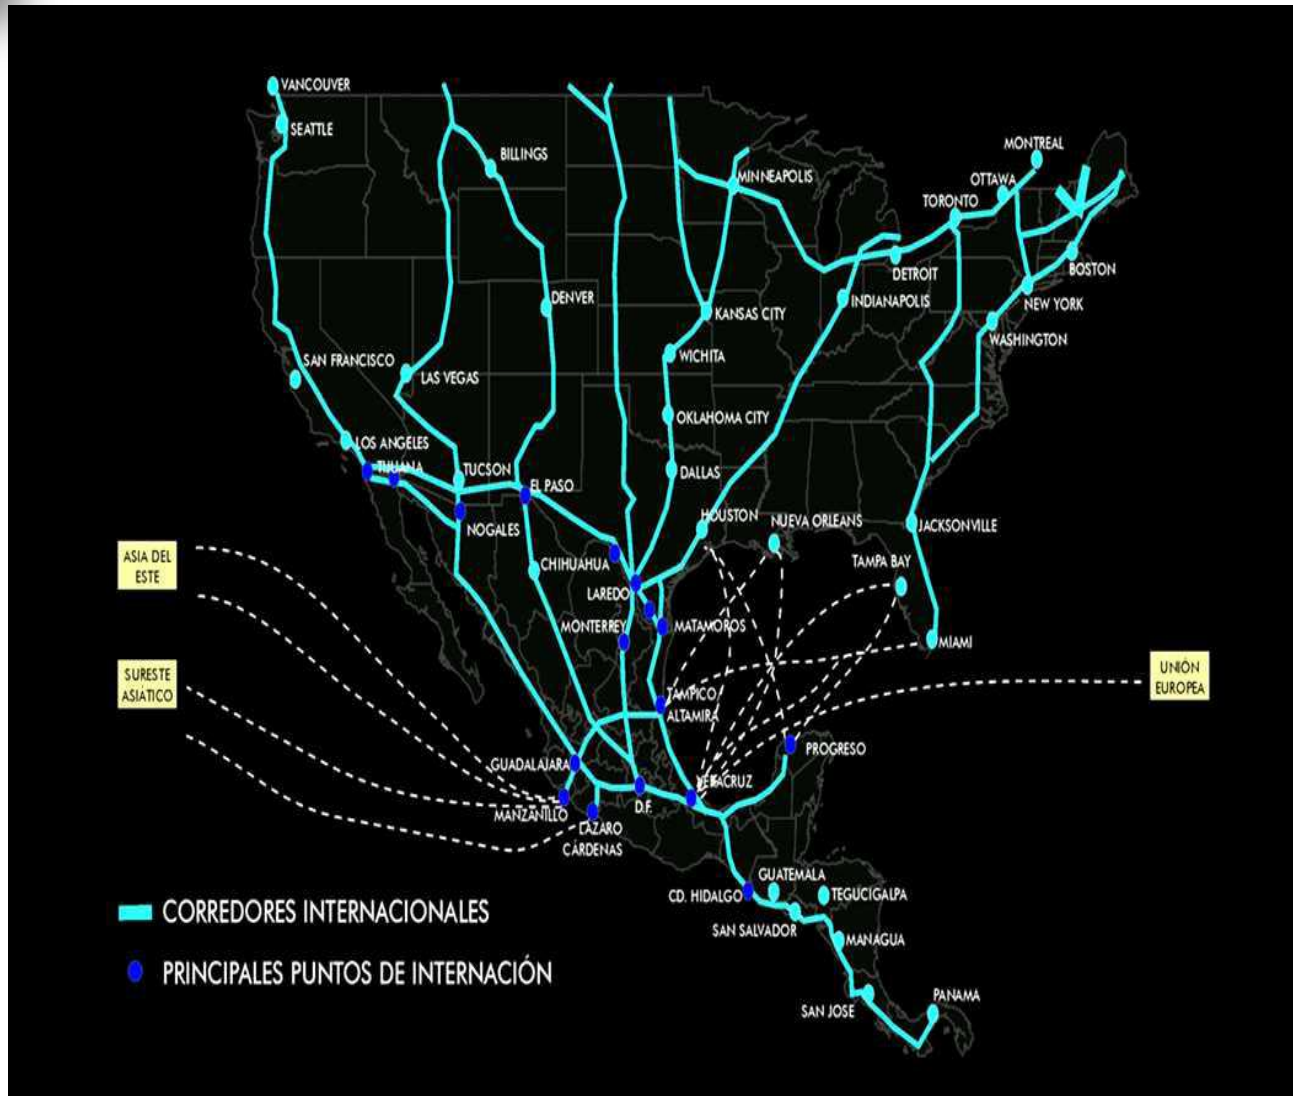 VANCOUVER
SEATTLE
BILLINGS
MONTREAL
OTTAWA
MINNEAPOLIS
TORONTO
DETROIT
BOSTON
DENVER
INDIANAPOLIS
NEW YORK
KANSAS CITY
WASHINGTON
SAN FRANCISCO
LAS VEGAS
WICHITA
OKLAHOMA CITY
LOS ANGELES
TIJUANA
TUCSON
DALLAS
EL PASO
NOGALES
HOUSTON
NUEVA ORLEANS
JACKSONVILLE
ASIA DEL
ESTE
CHIHUAHUA
TAMPA BAY
LAREDO
MONTERREY
MATAMOROS
MIAMI
SURESTE
ASIÁTICO
UNIÓN
EUROPEA
TAMPICO
ALTAMIRA
PROGRESO
GUADALAJARA
VERACRUZ
MANZANILLO
D.F.
LAZARO
CÁRDENAS
GUATEMALA
CD. HIDALGO
TEGUCIGALPA
SAN SALVADOR
MANAGUA
CORREDORES INTERNACIONALES
PRINCIPALES PUNTOS DE INTERNACIÓN
SAN JOSE
PANAMA